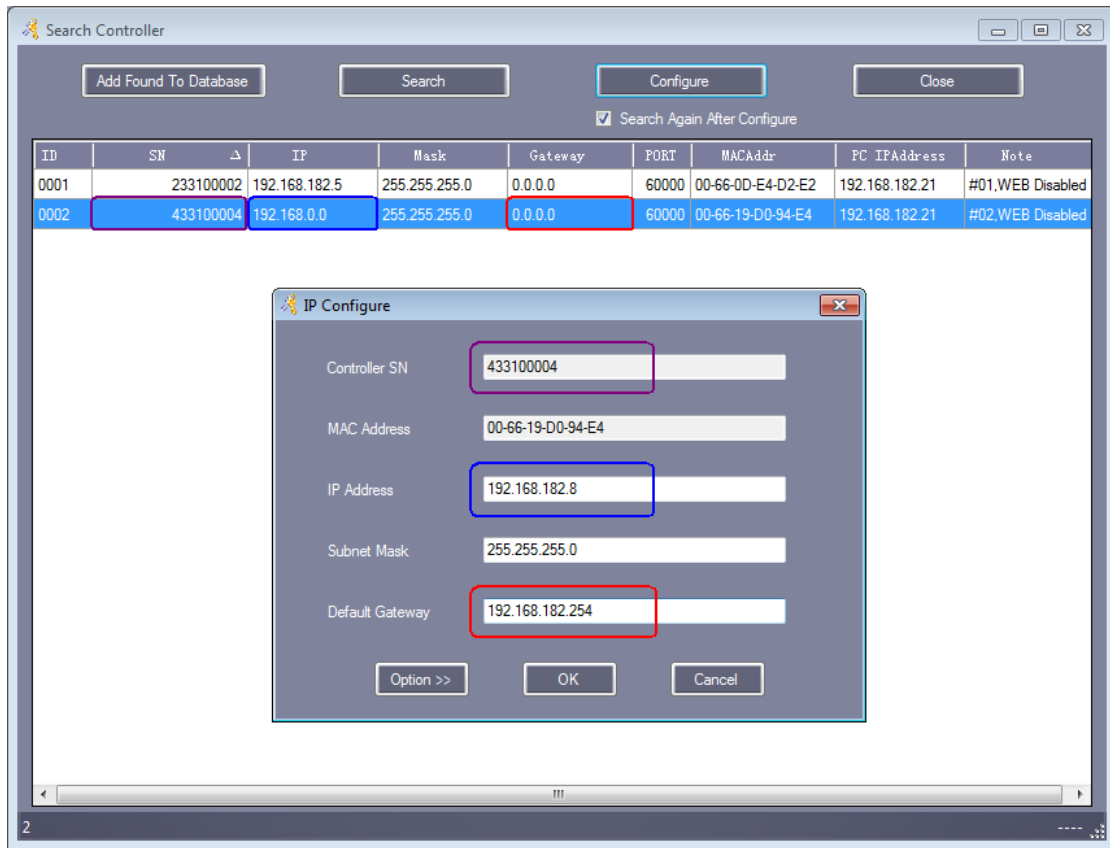 Search Controller
Add Found To Database Search Configure Close
Search Again After Configure
ID SN IP Mask Gateway PORT MACAddr PC IPAddress Note
0001 233100002 192.168.182.5 255.255.255.0 0.0.0.0 60000 00-66-0D-E4-D2-E2 192.168.182.21 #01,WEB Disabled
0002 433100004 192.168.0.0 255.255.255.0 0.0.0.0 60000 00-66-19-D0-94-E4 192.168.182.21 #02,WEB Disabled
IP Configure
Controller SN 433100004
MAC Address 00-66-19-D0-94-E4
IP Address 192.168.182.8
Subnet Mask 255.255.255.0
Default Gateway 192.168.182.254
Option >> OK Cancel
2 ----